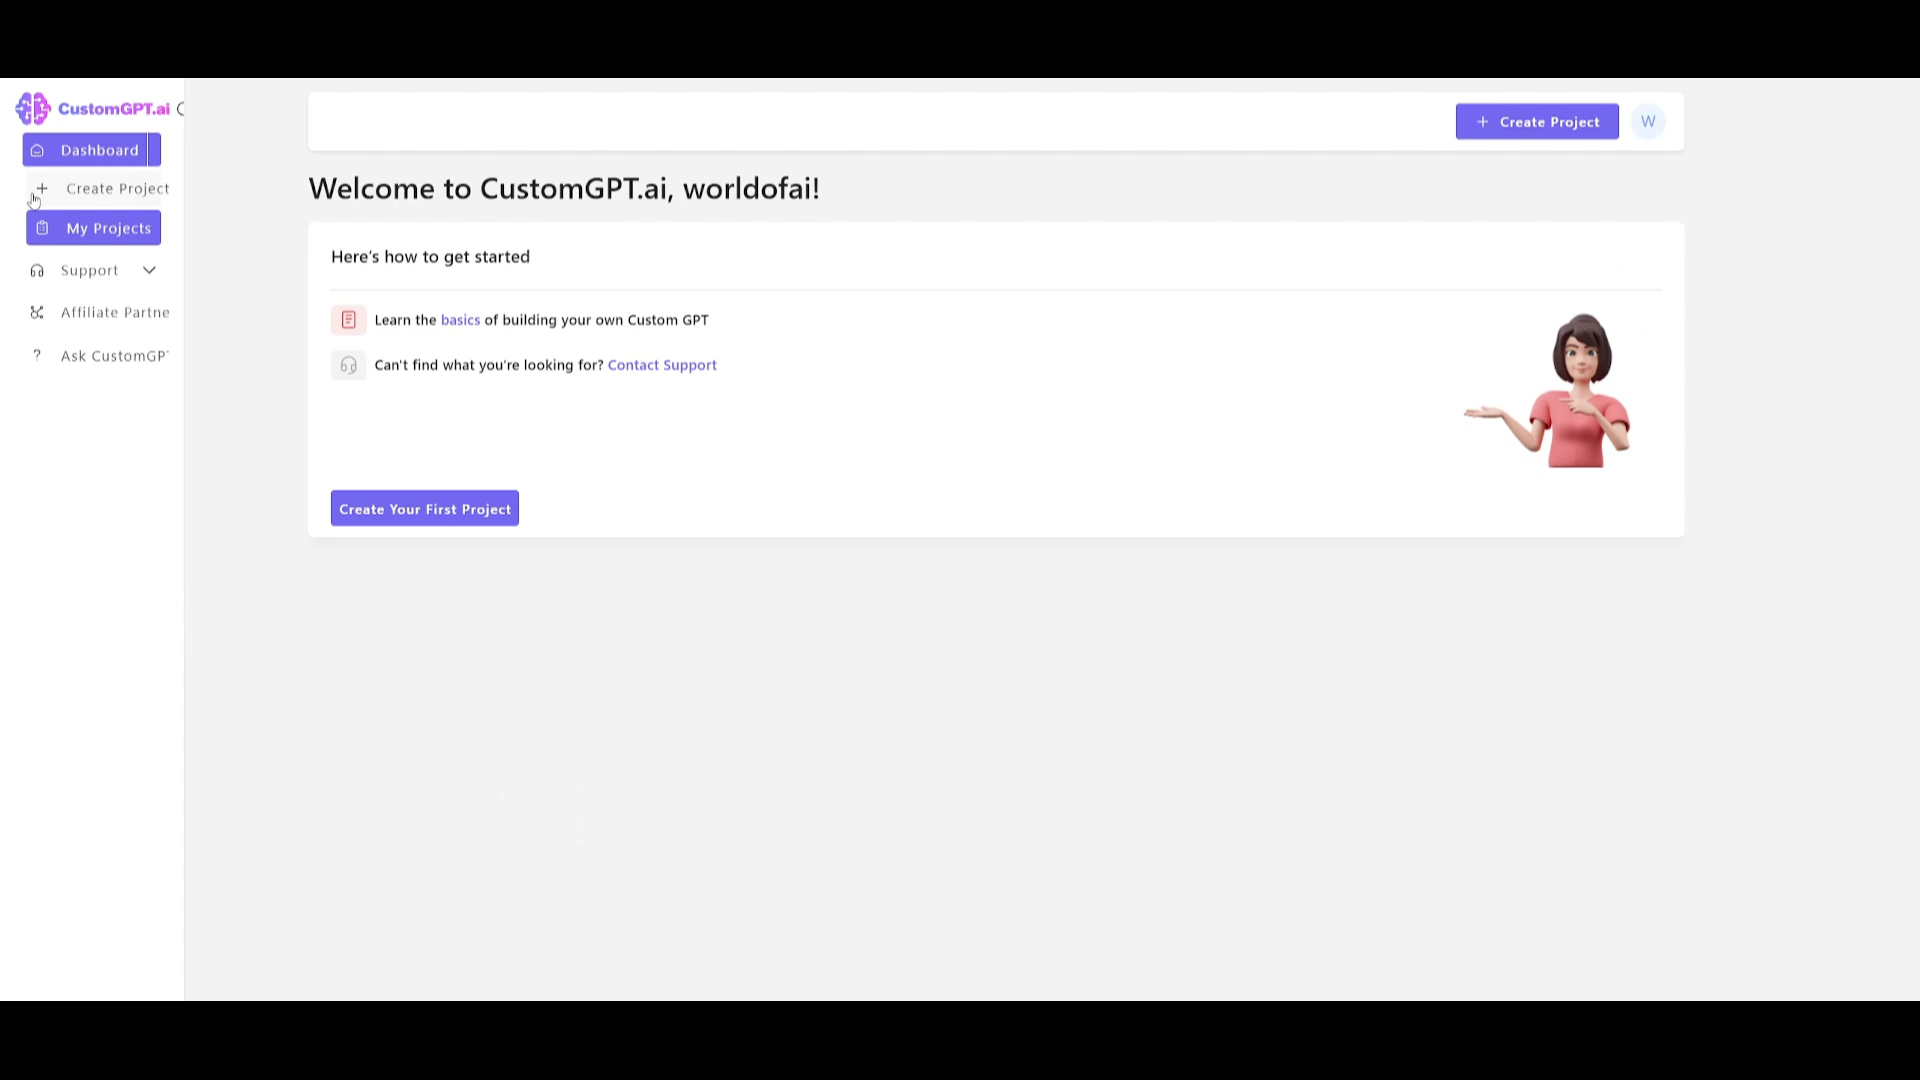 CustomGPT.ai
Dashboard
Create Project
My Projects
Support
Affiliate Partne
? Ask CustomGP
+ Create Project
W
Welcome to CustomGPT.ai, worldofai!
Here's how to get started
Learn the basics of building your own Custom GPT
Can't find what you're looking for? Contact Support
Create Your First Project